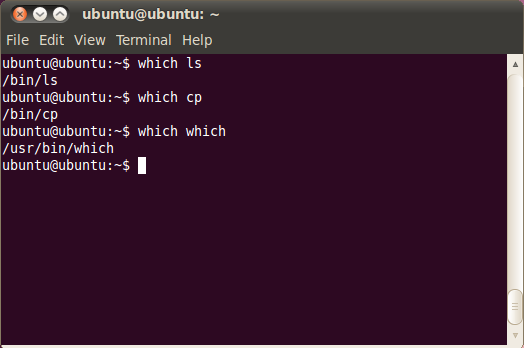 ubuntu@ubuntu: ~
File Edit View Terminal Help
ubuntu@ubuntu:~$ which ls
/bin/ls
ubuntu@ubuntu:~$ which cp
/bin/cp
ubuntu@ubuntu:~$ which which
/usr/bin/which
ubuntu@ubuntu:~$